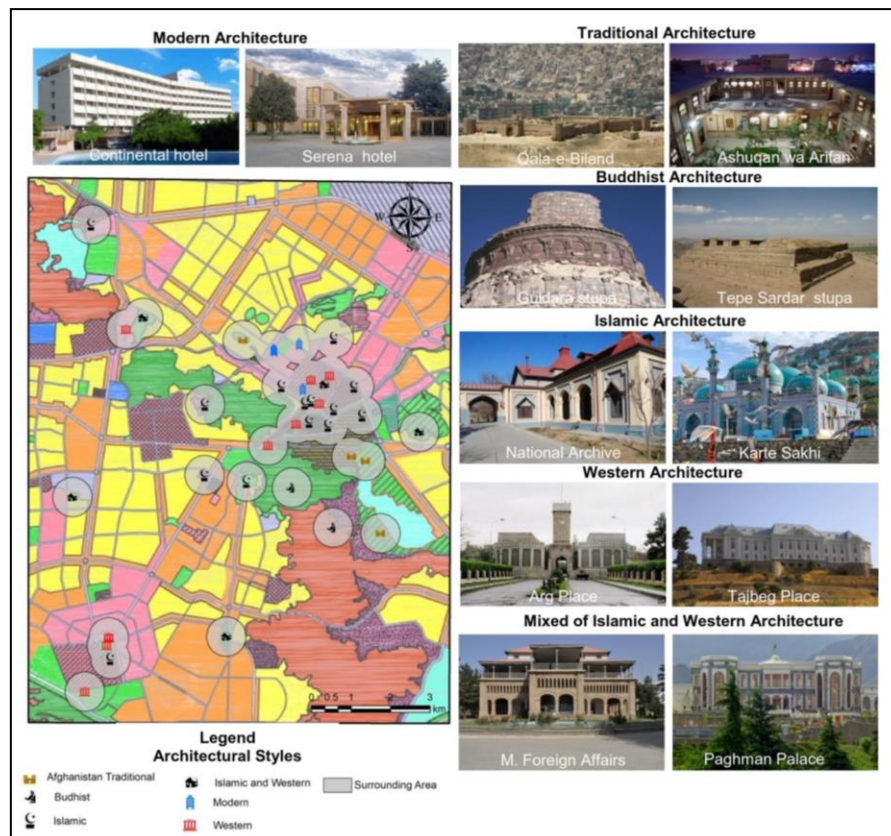 Modern Architecture
Traditional Architecture
Continental hotel
Serena hotel
Qala-e-Biland
Ashuqan wa Arifan
Buddhist Architecture
Guldara stupa
Tepe Sardar stupa
Islamic Architecture
National Archive
Karte Sakhi
Western Architecture
Arg Place
Tajbeg Place
Mixed of Islamic and Western Architecture
M. Foreign Affairs
Paghman Palace
N
W
E
S
0 0.5 1 2 3
km
Legend
Architectural Styles
Afghanistan Traditional
Budhist
Islamic
Islamic and Western
Modern
Western
Surrounding Area